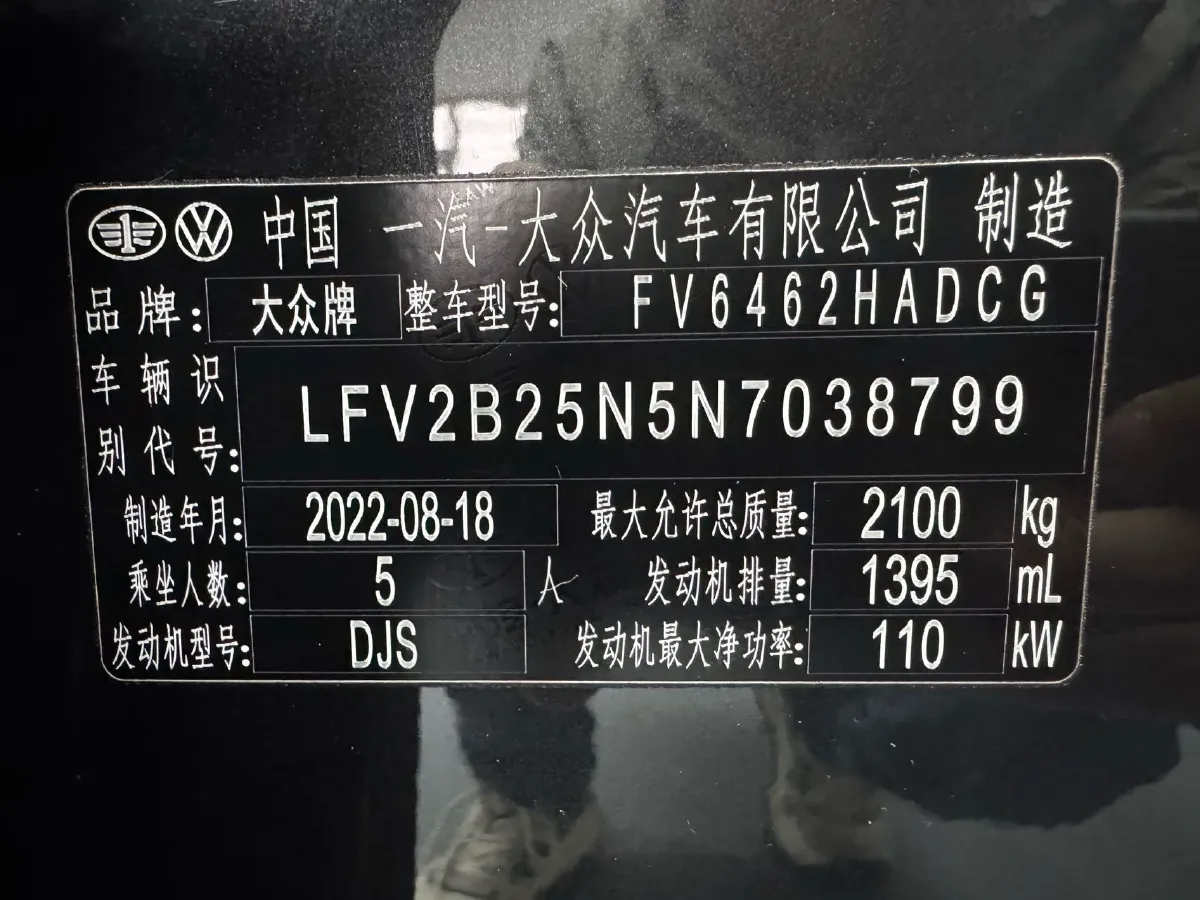 中国 一汽-大众汽车有限公司 制造
品牌: 大众牌 整车型号: FV6462HADCG
车辆识别代号: LFV2B25N5N7038799
制造年月: 2022-08-18 最大允许总质量: 2100 kg
乘坐人数: 5 人 发动机排量: 1395 mL
发动机型号: DJS 发动机最大净功率: 110 kW